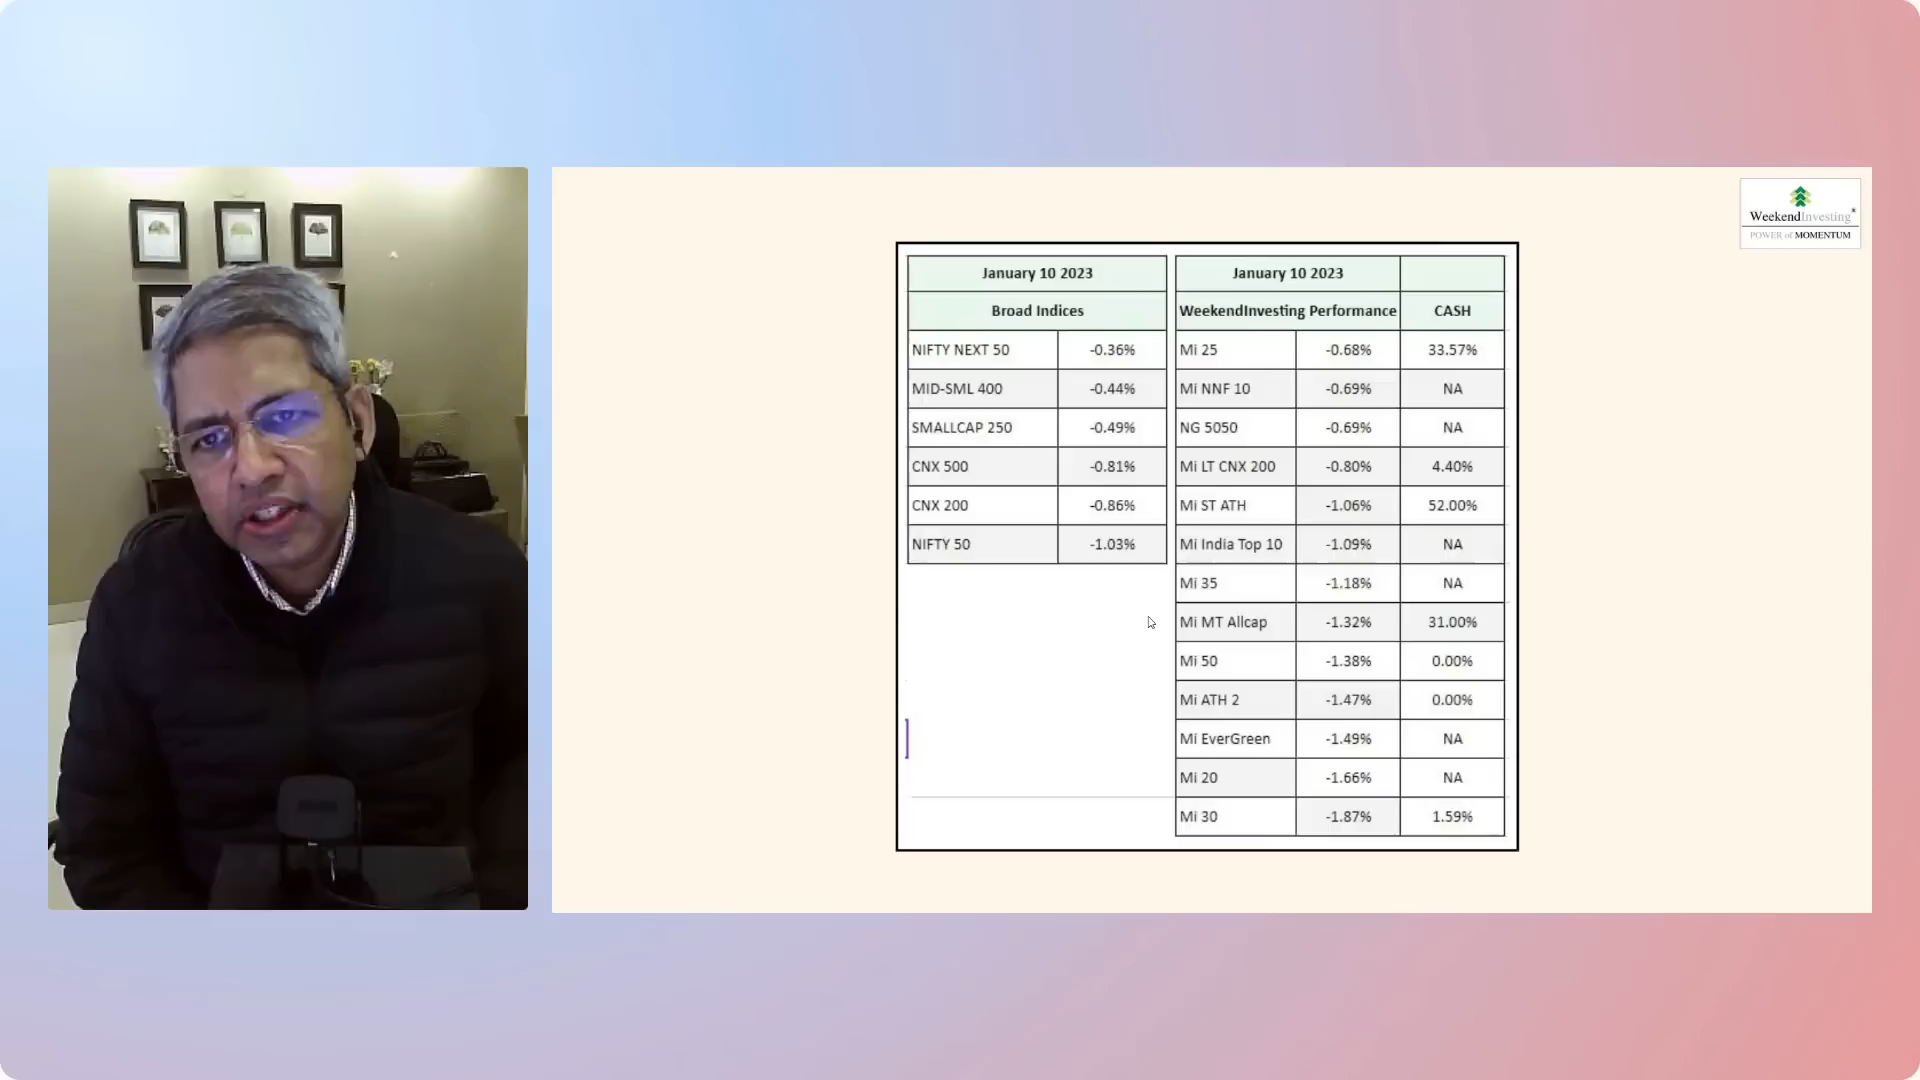 WeekendInvesting
POWER of MOMENTUM
January 10 2023
Broad Indices
NIFTY NEXT 50 -0.36%
MID-SML 400 -0.44%
SMALLCAP 250 -0.49%
CNX 500 -0.81%
CNX 200 -0.86%
NIFTY 50 -1.03%
January 10 2023
WeekendInvesting Performance CASH
Mi 25 -0.68% 33.57%
Mi NNF 10 -0.69% NA
NG 5050 -0.69% NA
Mi LT CNX 200 -0.80% 4.40%
Mi ST ATH -1.06% 52.00%
Mi India Top 10 -1.09% NA
Mi 35 -1.18% NA
Mi MT Allcap -1.32% 31.00%
Mi 50 -1.38% 0.00%
Mi ATH 2 -1.47% 0.00%
Mi EverGreen -1.49% NA
Mi 20 -1.66% NA
Mi 30 -1.87% 1.59%